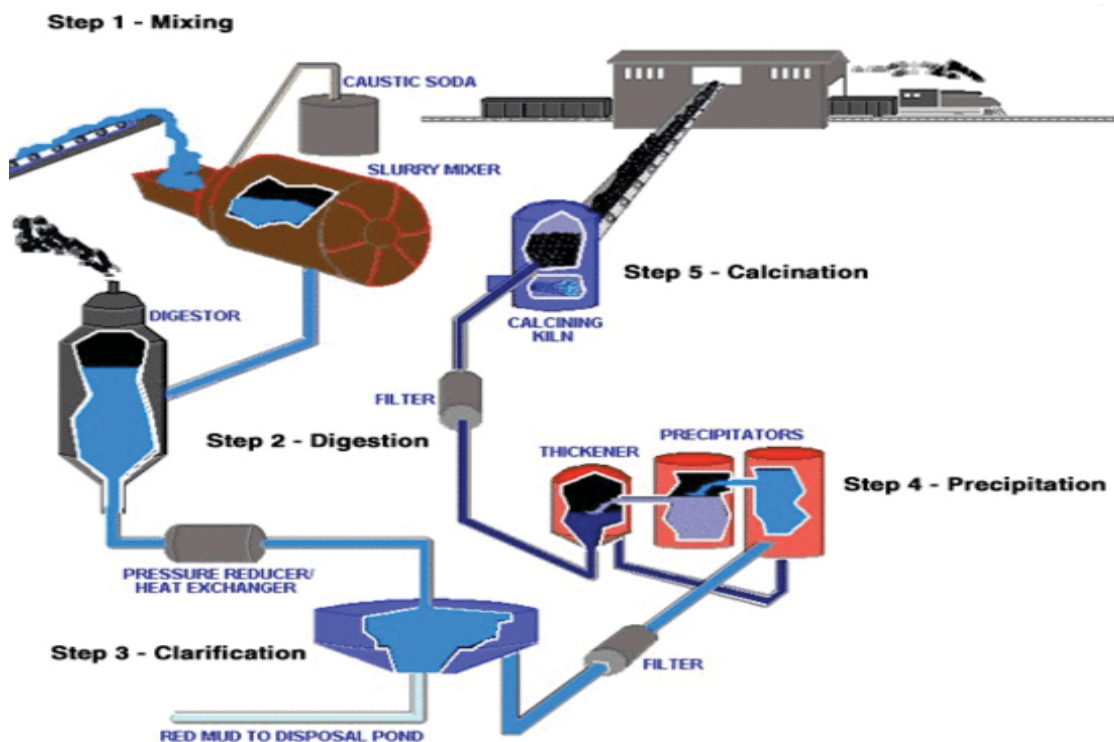 Step 1 - Mixing
CAUSTIC SODA
SLURRY MIXER
Step 5 - Calcination
DIGESTOR
CALCINING
KILN
FILTER
Step 2 - Digestion
PRECIPITATORS
THICKENER
Step 4 - Precipitation
PRESSURE REDUCER/
HEAT EXCHANGER
Step 3 - Clarification
FILTER
RED MUD TO DISPOSAL POND